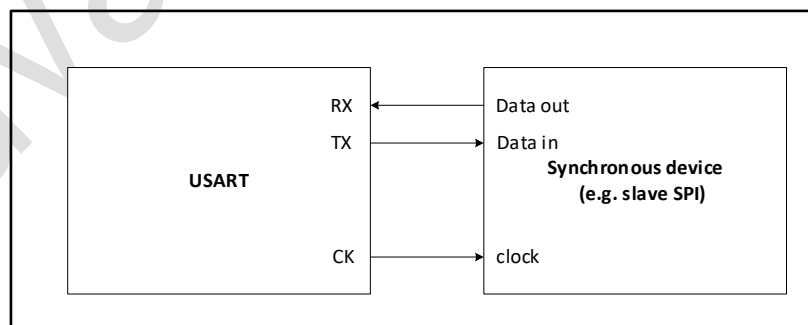 RX
Data out
TX
Data in
USART
Synchronous device
(e.g. slave SPI)
CK
clock